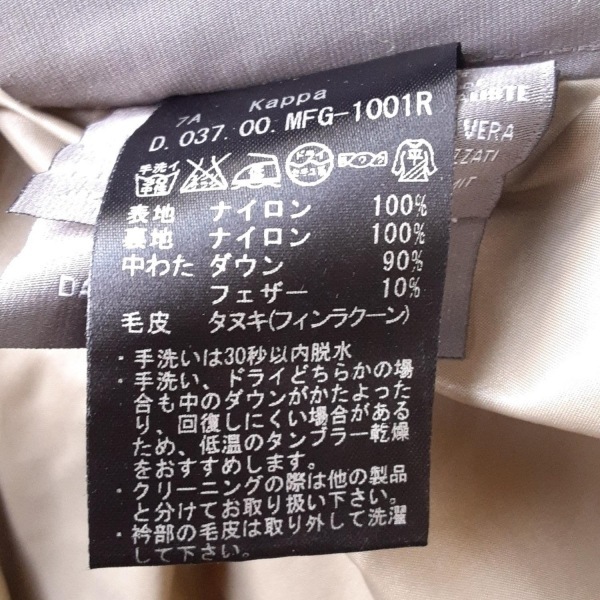 7A Kappa
D. 037. 00. MFG-1001R
手洗イ
ドライ
表地 ナイロン 100%
裏地 ナイロン 100%
中わた ダウン 90%
フェザー 10%
毛皮 タヌキ(フィンラクーン)
・手洗いは30秒以内脱水
・手洗い、ドライどちらかの場
合も中のダウンがかたよった
り、回復しにくい場合がある
ため、低温のタンブラー乾燥
をおすすめします。
・クリーニングの際は他の製品
と分けてお取り扱い下さい。
・衿部の毛皮は取り外して洗濯
して下さい。
VERA